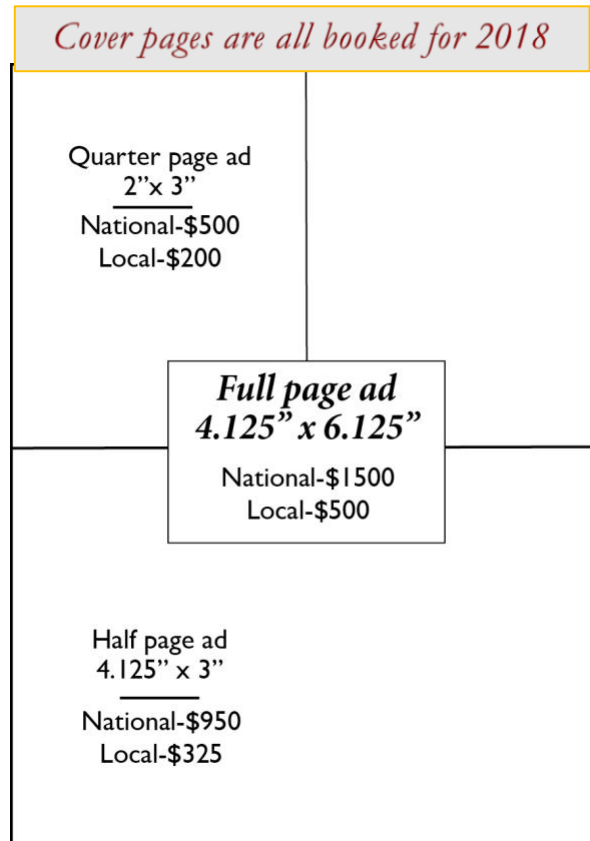 Cover pages are all booked for 2018
Quarter page ad
2”x 3”
National-$500
Local-$200
Full page ad
4.125” x 6.125”
National-$1500
Local-$500
Half page ad
4.125” x 3”
National-$950
Local-$325